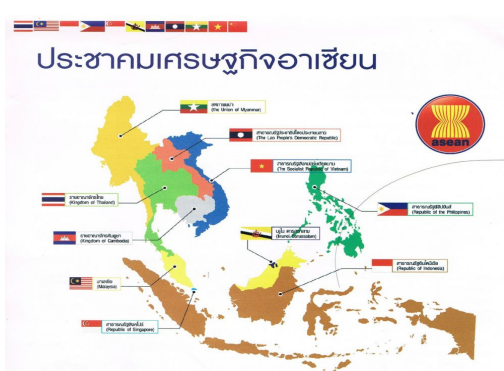 ประชาคมเศรษฐกิจอาเซียน
สหภาพพม่า
(the Union of Myanmar)
สาธารณรัฐประชาธิปไตยประชาชนลาว
(The Lao People's Democratic Republic)
asean
สาธารณรัฐสังคมนิยมเวียดนาม
(The Socialist Republic of Vietnam)
ราชอาณาจักรไทย
(Kingdom of Thailand)
สาธารณรัฐฟิลิปปินส์
(Republic of the Philippines)
ราชอาณาจักรกัมพูชา
(Kingdom of Cambodia)
บรูไน ดารุสซาลาม
(Brunei Darussalam)
มาเลเซีย
(Malaysia)
สาธารณรัฐอินโดนีเซีย
(Republic of Indonesia)
สาธารณรัฐสิงคโปร์
(Republic of Singapore)